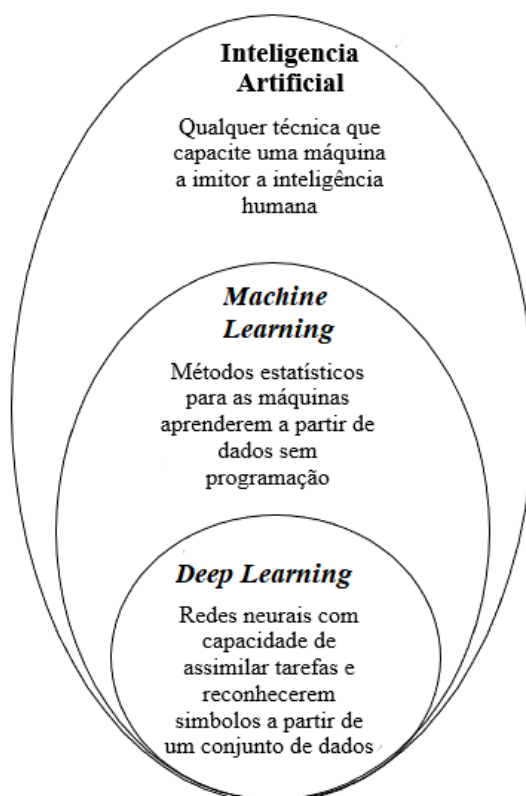 Inteligencia
Artificial
Qualquer técnica que
capacite uma máquina
a imitor a inteligência
humana
Machine
Learning
Métodos estatísticos
para as máquinas
aprenderem a partir de
dados sem
programação
Deep Learning
Redes neurais com
capacidade de
assimilar tarefas e
reconhecerem
simbolos a partir de
um conjunto de dados